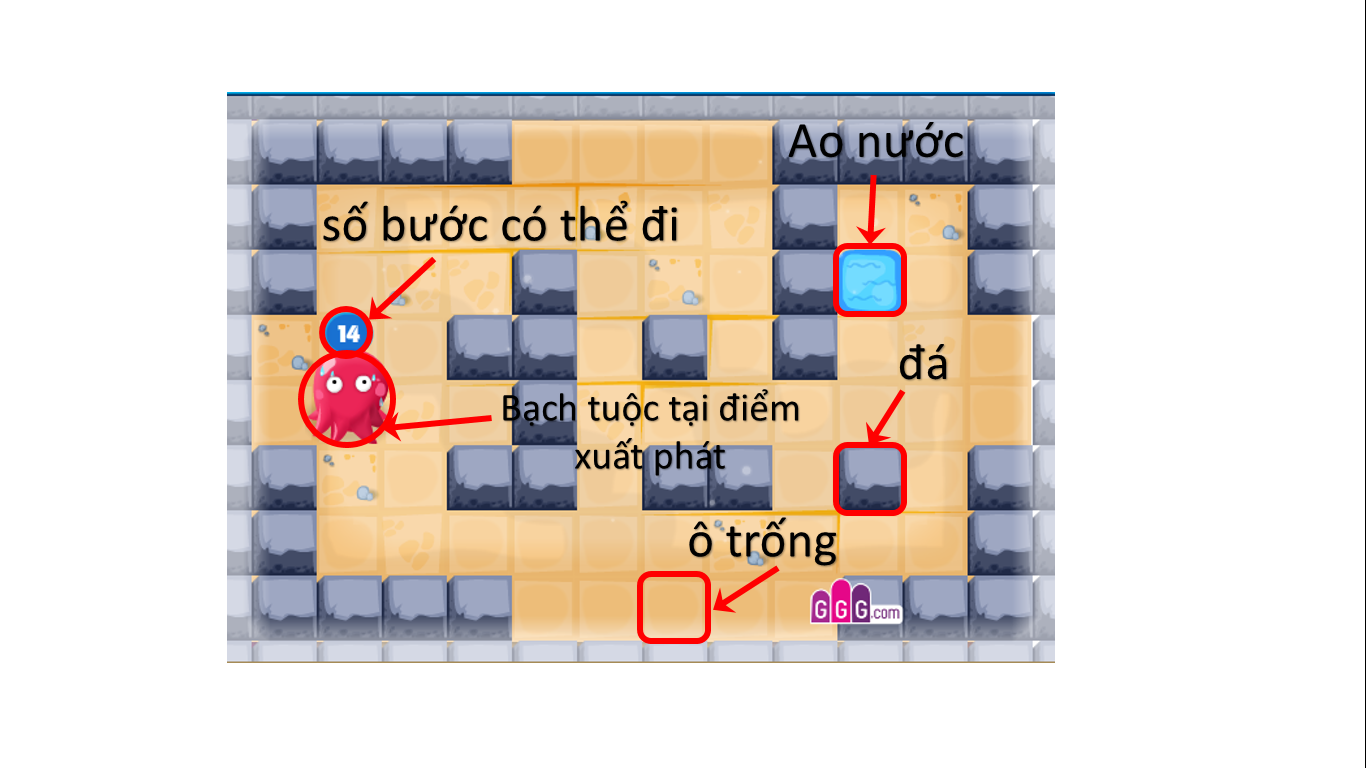 Ao nước
số bước có thể đi
14
đá
Bạch tuộc tại điểm
xuất phát
ô trống
GGG.com